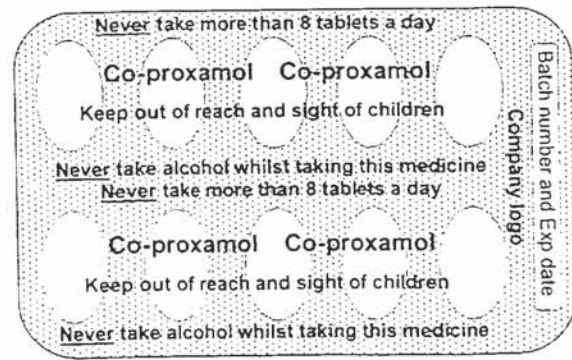 Never take more than 8 tablets a day
Co-proxamol Co-proxamol
Keep out of reach and sight of children
Never take alcohol whilst taking this medicine
Never take more than 8 tablets a day
Co-proxamol Co-proxamol
Keep out of reach and sight of children
Never take alcohol whilst taking this medicine
Company logo
Batch number and Exp date